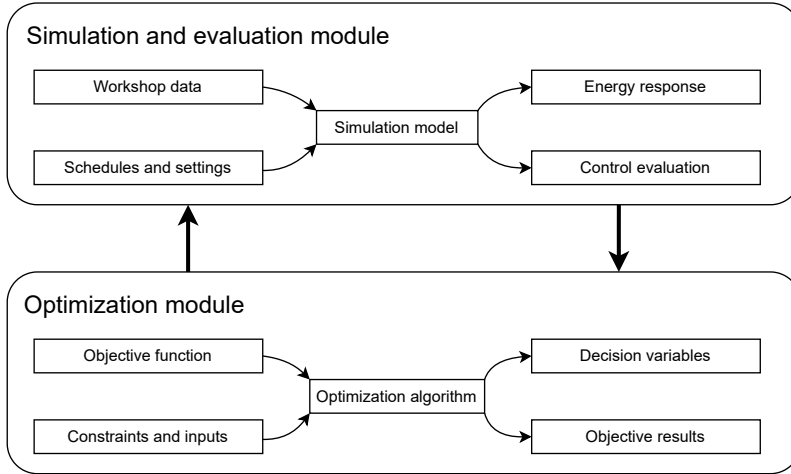 Simulation and evaluation module
Workshop data
Energy response
Simulation model
Schedules and settings
Control evaluation
Optimization module
Objective function
Decision variables
Optimization algorithm
Constraints and inputs
Objective results